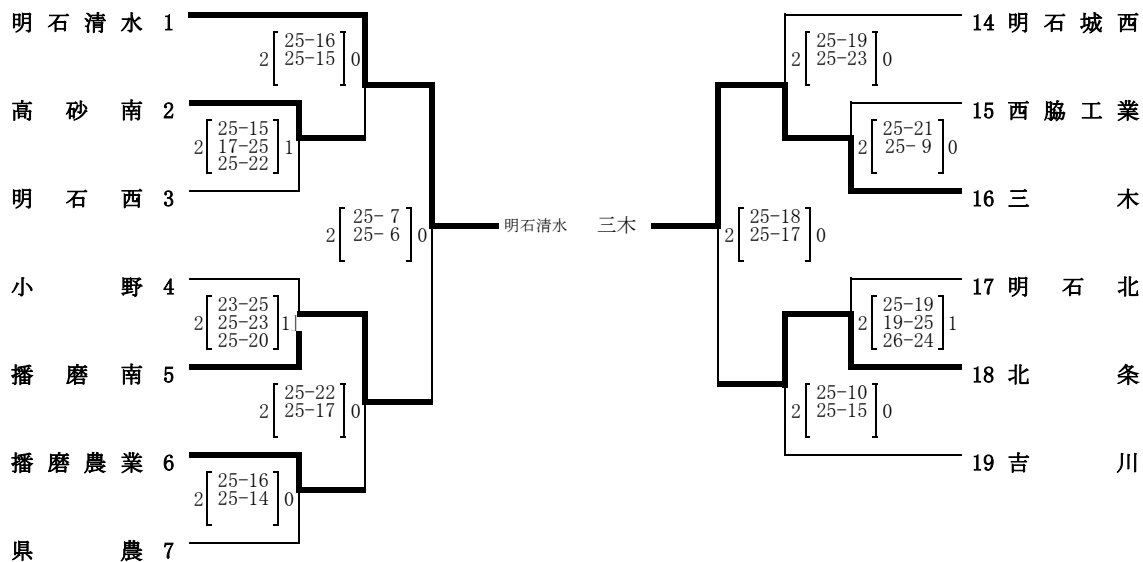 明石清水 1
2 25-16 0
25-15
高砂南 2
2 25-15 1
17-25
25-22
明石西 3
2 25- 7 0
25- 6
明石清水
小野 4
2 23-25 1
25-23
25-20
播磨南 5
2 25-22 0
25-17
播磨農業 6
2 25-16 0
25-14
県農 7
14 明石城西
2 25-19 0
25-23
15 西脇工業
2 25-21 0
25- 9
16 三木
三木
2 25-18 0
25-17
17 明石北
2 25-19 1
19-25
26-24
18 北条
2 25-10 0
25-15
19 吉川